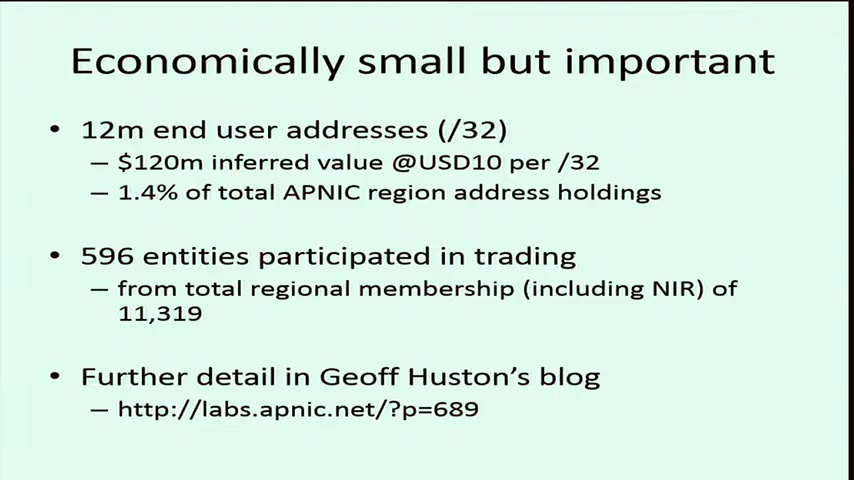 Economically small but important
• 12m end user addresses (/32)
– $120m inferred value @USD10 per /32
– 1.4% of total APNIC region address holdings
• 596 entities participated in trading
– from total regional membership (including NIR) of
11,319
• Further detail in Geoff Huston’s blog
– http://labs.apnic.net/?p=689